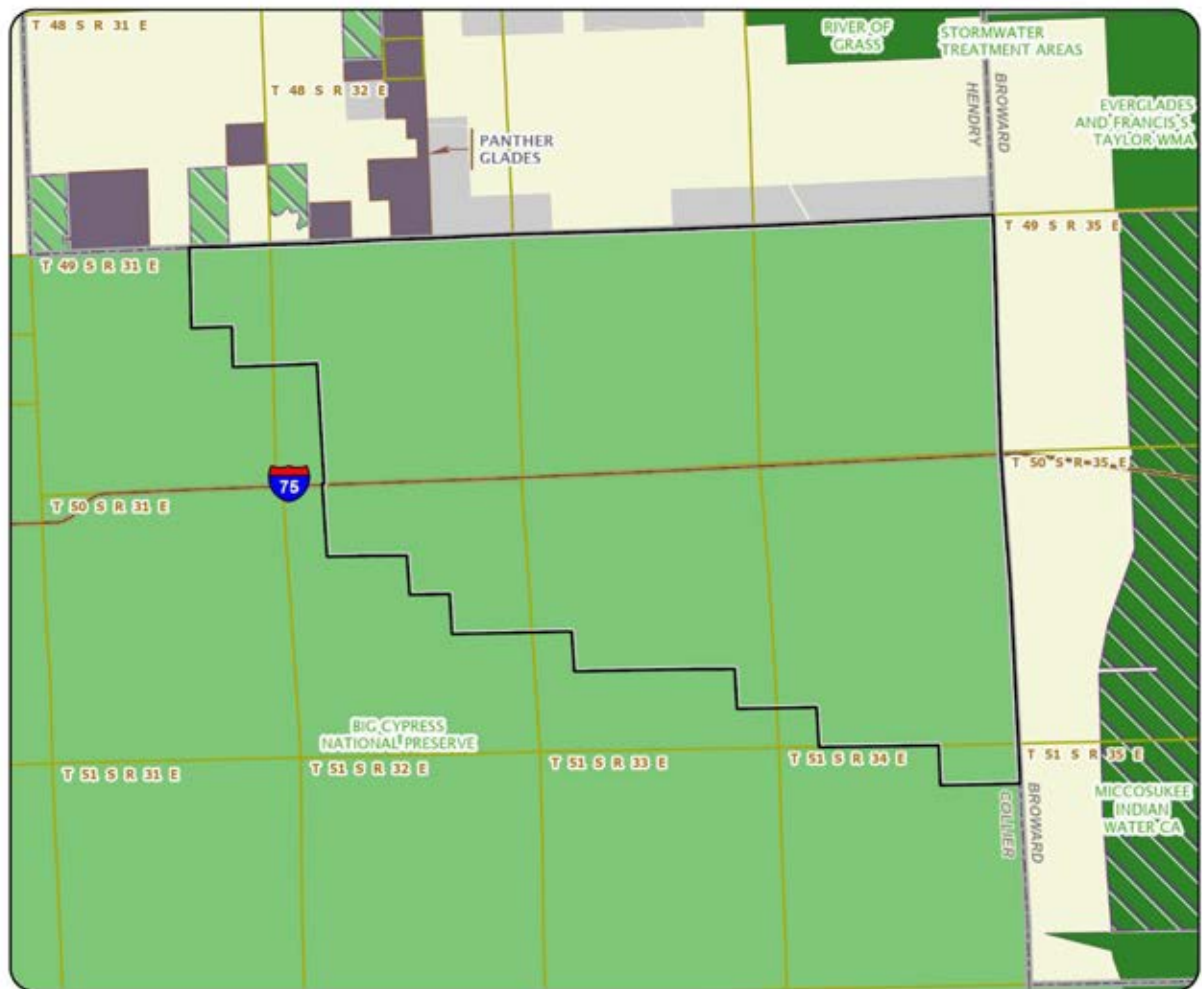 T 48 S R 31 E
RIVER OF
GRASS
STORMWATER
TREATMENT AREAS
T 48 S R 32 E
HENDRY
BROWARD
EVERGLADES
AND FRANCIS S.
TAYLOR WMA
PANTHER
GLADES
T 49 S R 31 E
T 49 S R 35 E
75
T 50 S R 31 E
T 50 S R 35 E
BIG CYPRESS
NATIONAL PRESERVE
T 51 S R 31 E
T 51 S R 32 E
T 51 S R 33 E
T 51 S R 34 E
T 51 S R 35 E
COLLIER
BROWARD
MICCOSUKEE
INDIAN
WATER CA